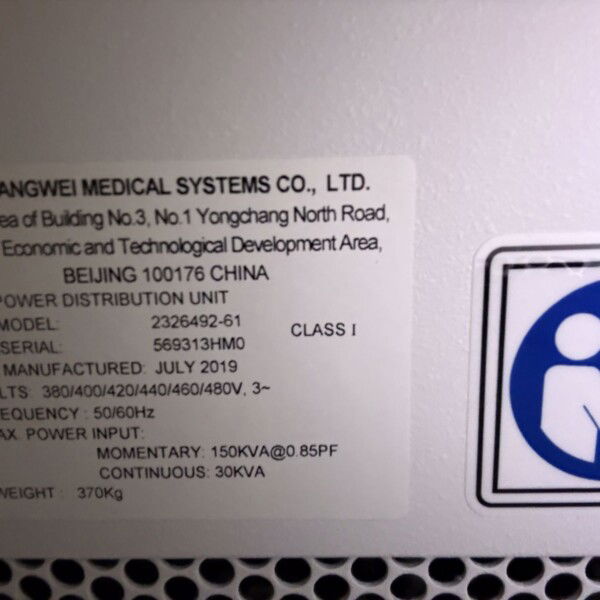 ANGWEI MEDICAL SYSTEMS CO., LTD.
ea of Building No.3, No.1 Yongchang North Road,
Economic and Technological Development Area,
BEIJING 100176 CHINA
POWER DISTRIBUTION UNIT
MODEL: 2326492-61
CLASS I
SERIAL: 569313HM0
MANUFACTURED: JULY 2019
LTS: 380/400/420/440/460/480V, 3~
EQUENCY : 50/60Hz
AX. POWER INPUT:
MOMENTARY: 150KVA@0.85PF
CONTINUOUS: 30KVA
WEIGHT : 370Kg